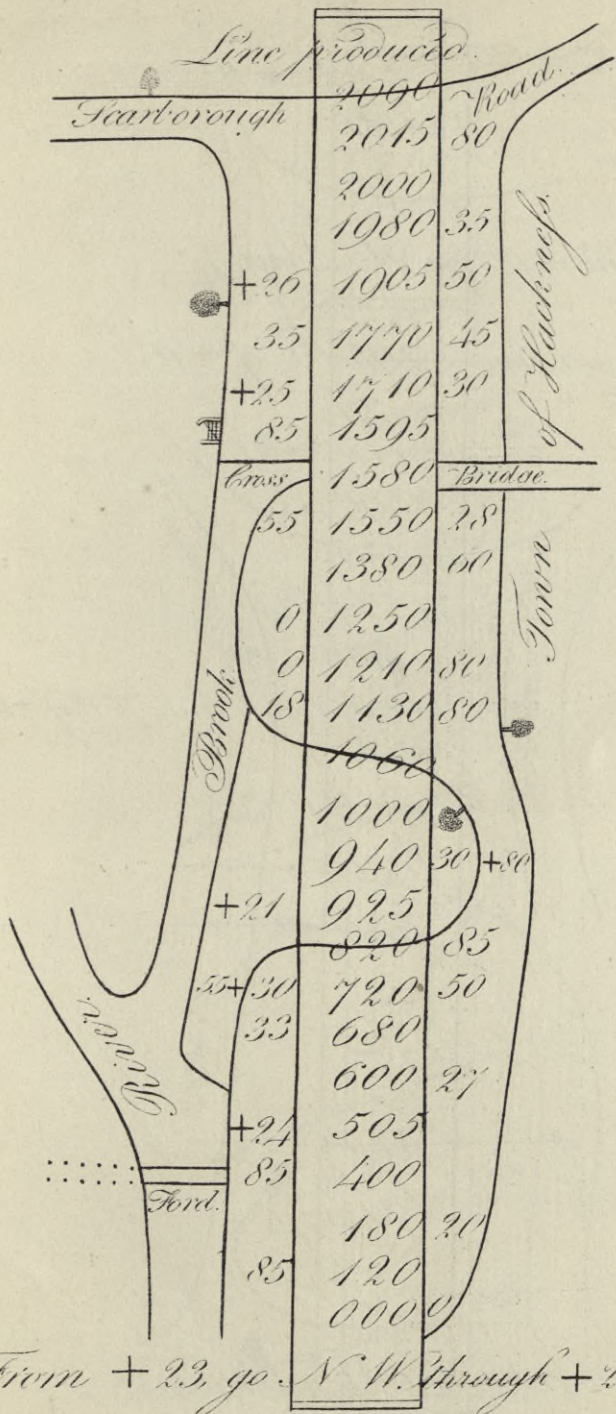 Line produced.
2090 Road.
Scarborough 2015 80
2000
1980 35
+26 1905 50
35 1770 45
+25 1710 30
85 1595
of Hackneſs.
Cross 1580 Bridge.
55 1550 28
1380 60
Town
0 1250
0 1210 80
18 1130 80
Brook
1060
1000
940 30 +80
+21 925
820 85
55+30 720 50
33 680
River.
600 27
+24 505
85 400
Ford.
180 20
85 120
000 0
From + 23, go N W. through + 2